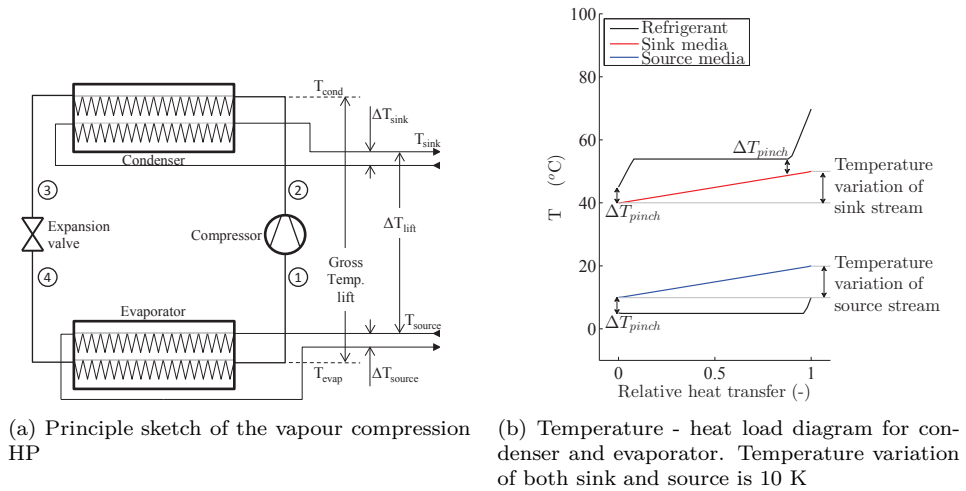 T_cond
ΔT_sink
T_sink
Condenser
③
②
Expansion
valve
Compressor
ΔT_lift
Gross
Temp.
lift
④
①
Evaporator
T_source
T_evap
ΔT_source
(a) Principle sketch of the vapour compression
HP
Refrigerant
Sink media
Source media
100
80
60
40
20
0
T (°C)
ΔT_pinch
ΔT_pinch
Temperature
variation of
sink stream
Temperature
variation of
source stream
ΔT_pinch
0
0.5
1
Relative heat transfer (-)
(b) Temperature - heat load diagram for con-
denser and evaporator. Temperature variation
of both sink and source is 10 K